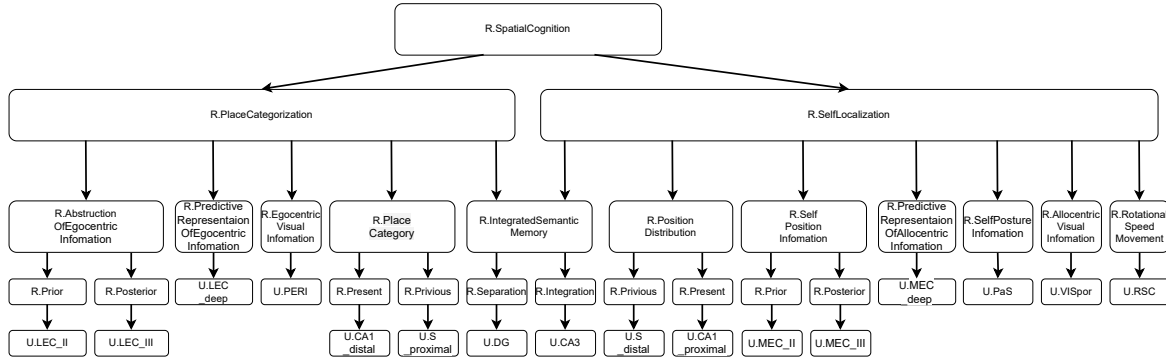 R.SpatialCognition
R.PlaceCategorization
R.SelfLocalization
R.Abstruction
OfEgocentric
Infomation
R.Predictive
Representaion
OfEgocentric
Infomation
R.Egocentric
Visual
Infomation
R.Place
Category
R.IntegratedSemantic
Memory
R.Position
Distribution
R.Self
Position
Infomation
R.Predictive
Representaion
OfAllocentric
Infomation
R.SelfPosture
Infomation
R.Allocentric
Visual
Infomation
R.Rotational
Speed
Movement
R.Prior
R.Posterior
U.LEC
_deep
U.PERI
R.Present
R.Privious
R.Separation
R.Integration
R.Privious
R.Present
R.Prior
R.Posterior
U.MEC
_deep
U.PaS
U.VISpor
U.RSC
U.LEC_II
U.LEC_III
U.CA1
_distal
U.S
_proximal
U.DG
U.CA3
U.S
_distal
U.CA1
_proximal
U.MEC_II
U.MEC_III